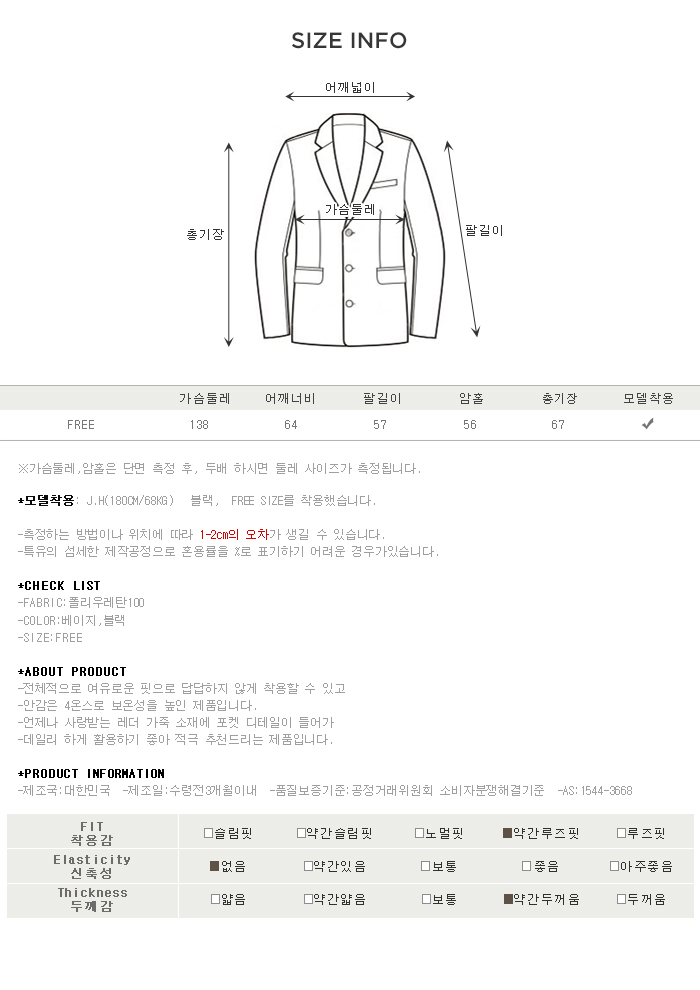 SIZE INFO
어깨넓이
가슴둘레
총기장
팔길이
가슴둘레 어깨너비 팔길이 암홀 총기장 모델착용
FREE 138 64 57 56 67
※가슴둘레,암홀은 단면 측정 후, 두배 하시면 둘레 사이즈가 측정됩니다.
*모델착용: J.H(180CM/68KG) 블랙, FREE SIZE를 착용했습니다.
-측정하는 방법이나 위치에 따라 1-2cm의 오차가 생길 수 있습니다.
-특유의 섬세한 제작공정으로 혼용률을 %로 표기하기 어려운 경우가있습니다.
*CHECK LIST
-FABRIC:폴리우레탄100
-COLOR:베이지,블랙
-SIZE:FREE
*ABOUT PRODUCT
-전체적으로 여유로운 핏으로 답답하지 않게 착용할 수 있고
-안감은 4온스로 보온성을 높인 제품입니다.
-언제나 사랑받는 레더 가죽 소재에 포켓 디테일이 들어가
-데일리 하게 활용하기 좋아 적극 추천드리는 제품입니다.
*PRODUCT INFORMATION
-제조국:대한민국 -제조일:수령전3개월이내 -품질보증기준:공정거래위원회 소비자분쟁해결기준 -AS:1544-3668
FIT
착용감
□슬림핏 □약간슬림핏 □노멀핏 ■약간루즈핏 □루즈핏
Elasticity
신축성
■없음 □약간있음 □보통 □좋음 □아주좋음
Thickness
두께감
□얇음 □약간얇음 □보통 ■약간두꺼움 □두꺼움